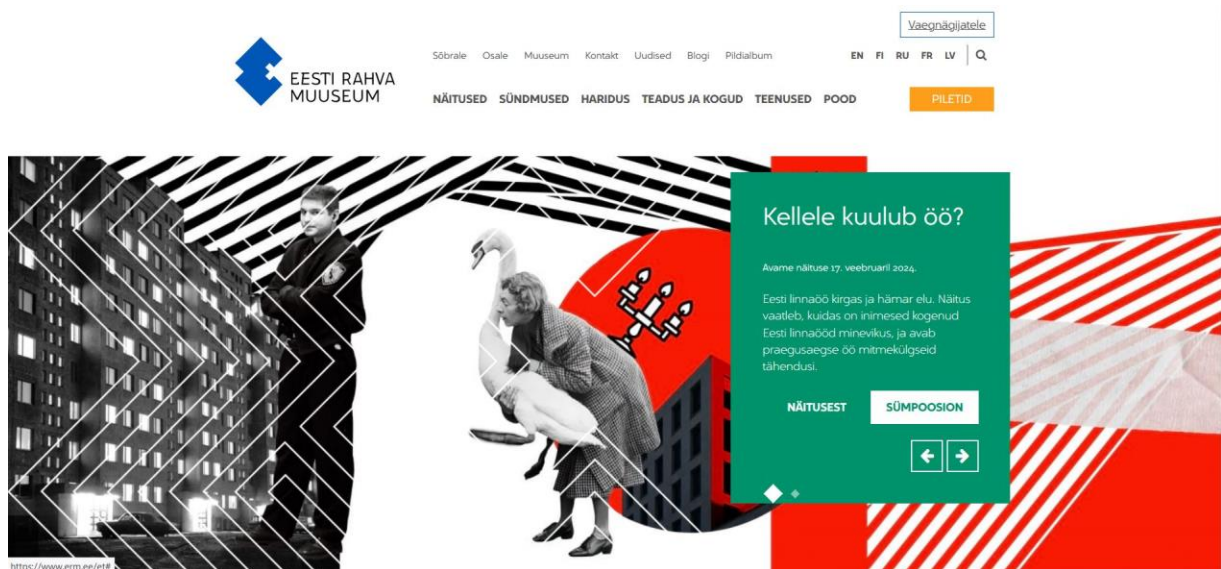 Vaegnägijatele
Sõbrale Osale Muuseum Kontakt Uudised Blogi Pildialbum EN FI RU FR LV
EESTI RAHVA
MUUSEUM
NÄITUSED SÜNDMUSED HARIDUS TEADUS JA KOGUD TEENUSED POOD PILETID
Kellele kuulub öö?
Avame näituse 17. veebruaril 2024.
Eesti linnaöö kirgas ja hämar elu. Näitus
vaatleb, kuidas on inimesed kogenud
Eesti linnaööd minevikus, ja avab
praegusaegse öö mitmekülgseid
tähendusi.
NÄITUSEST SÜMPOOSION
https://www.erm.ee/et#